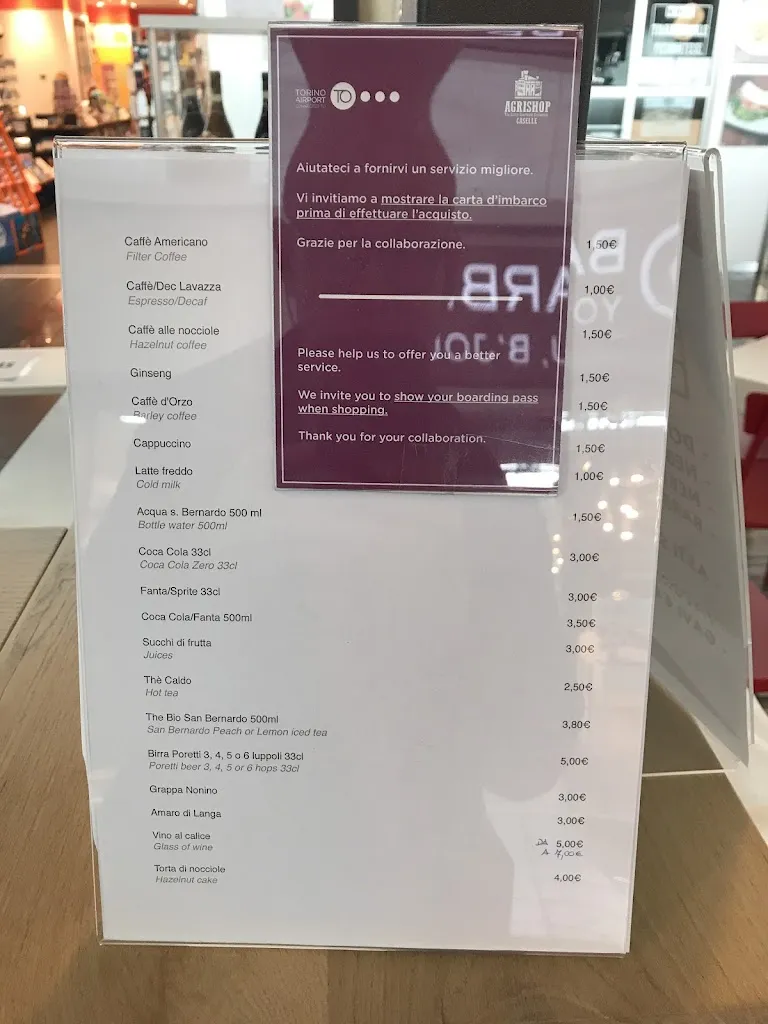 TORINO
AIRPORT
TO
AGRISHOP
CASELLE
Aiutateci a fornirvi un servizio migliore.
Vi invitiamo a mostrare la carta d'imbarco
prima di effettuare l'acquisto.
Grazie per la collaborazione.
Please help us to offer you a better
service.
We invite you to show your boarding pass
when shopping.
Thank you for your collaboration.
Caffè Americano 1,50€
Filter Coffee
Caffè/Dec Lavazza 1,00€
Espresso/Decaf
Caffè alle nocciole 1,50€
Hazelnut coffee
Ginseng 1,50€
Caffè d'Orzo 1,50€
Barley coffee
Cappuccino 1,50€
Latte freddo 1,00€
Cold milk
Acqua s. Bernardo 500 ml 1,50€
Bottle water 500ml
Coca Cola 33cl 3,00€
Coca Cola Zero 33cl
Fanta/Sprite 33cl 3,00€
Coca Cola/Fanta 500ml 3,50€
Succhi di frutta 3,00€
Juices
Thè Caldo 2,50€
Hot tea
The Bio San Bernardo 500ml 3,80€
San Bernardo Peach or Lemon iced tea
Birra Poretti 3, 4, 5 o 6 luppoli 33cl 5,00€
Poretti beer 3, 4, 5 or 6 hops 33cl
Grappa Nonino 3,00€
Amaro di Langa 3,00€
Vino al calice DA 5,00€
Glass of wine A 7,00€
Torta di nocciole 4,00€
Hazelnut cake